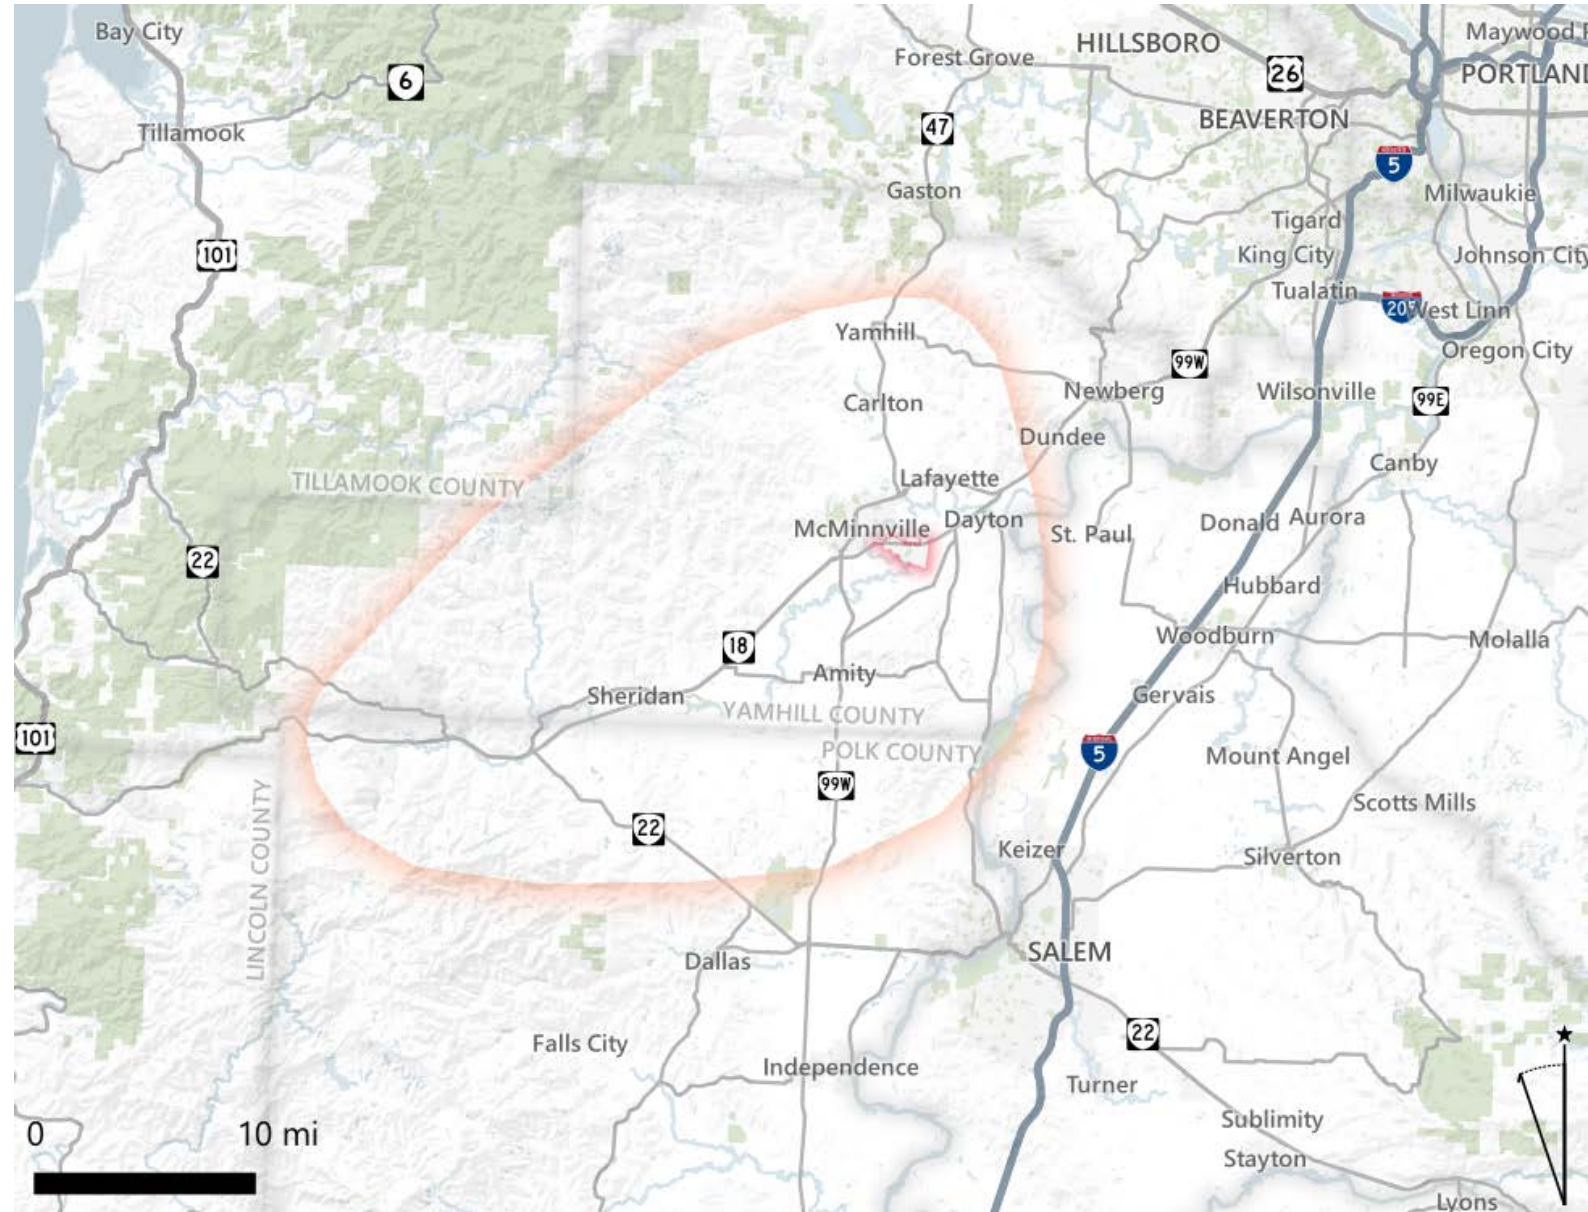 Bay City
Maywood
Forest Grove
HILLSBORO
6
26
PORTLAND
47
BEAVERTON
Tillamook
5
Gaston
Milwaukie
Tigard
101
King City
Johnson City
Tualatin
205
West Linn
Yamhill
Oregon City
99W
Newberg
Wilsonville
99E
Carlton
Dundee
Canby
TILLAMOOK COUNTY
Lafayette
McMinnville
Dayton
St. Paul
Donald
Aurora
22
Hubbard
18
Woodburn
Molalla
Amity
Sheridan
Gervais
YAMHILL COUNTY
101
POLK COUNTY
5
Mount Angel
99W
Scotts Mills
22
LINCOLN COUNTY
Keizer
Silverton
Dallas
SALEM
Falls City
22
Independence
Turner
0 10 mi
Sublimity
Stayton
Lyons